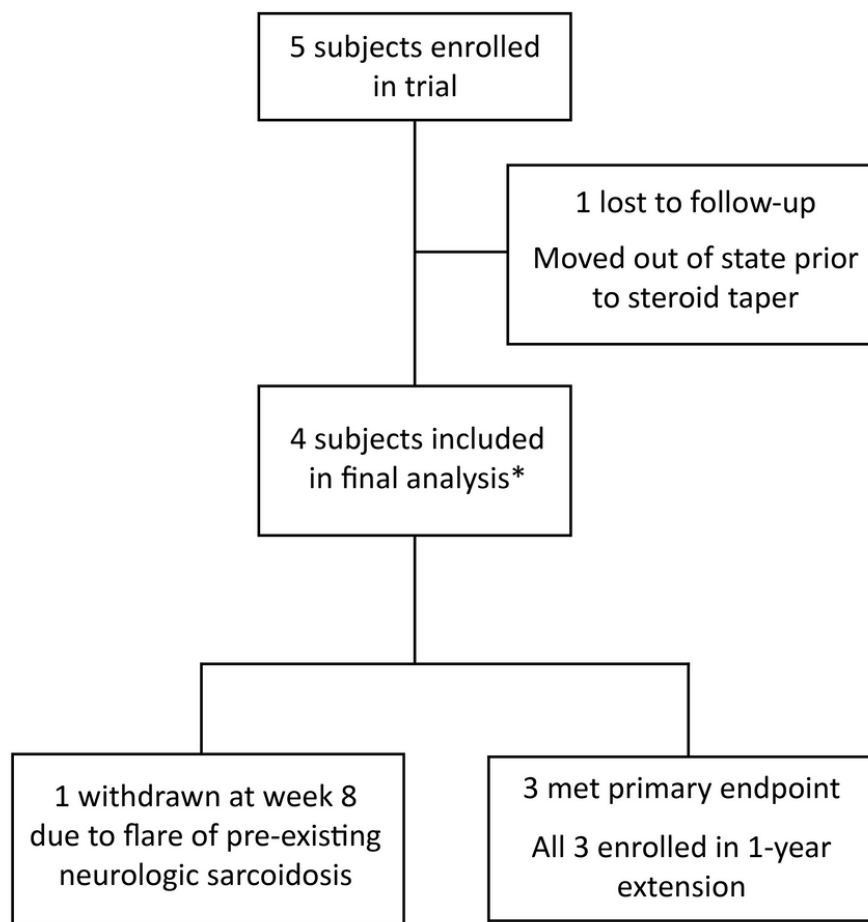 5 subjects enrolled
in trial
1 lost to follow-up
Moved out of state prior
to steroid taper
4 subjects included
in final analysis*
1 withdrawn at week 8
due to flare of pre-existing
neurologic sarcoidosis
3 met primary endpoint
All 3 enrolled in 1-year
extension